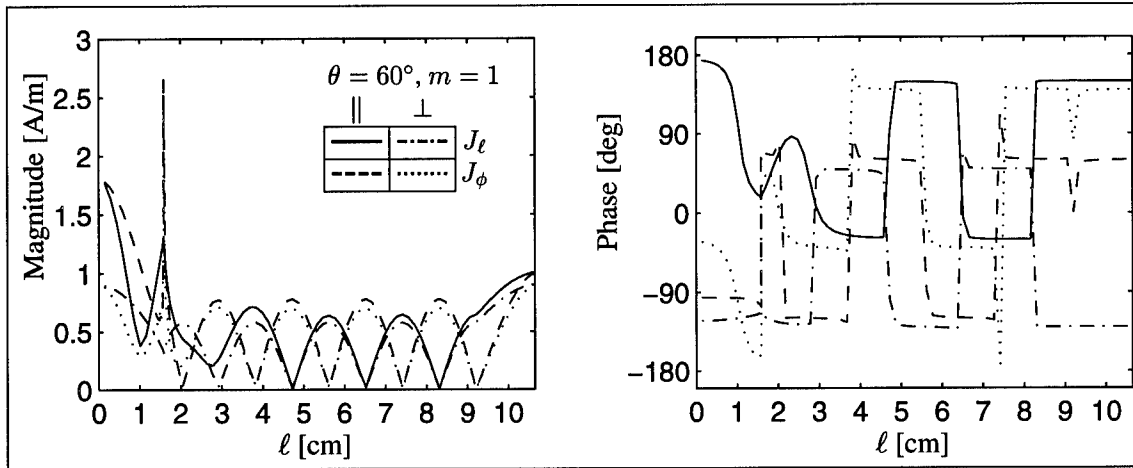 3
2.5
2
1.5
1
0.5
0
Magnitude [A/m]
θ = 60°, m = 1
|| ⊥
J_ℓ
J_ϕ
0 1 2 3 4 5 6 7 8 9 10
ℓ [cm]
180
90
0
−90
−180
Phase [deg]
0 1 2 3 4 5 6 7 8 9 10
ℓ [cm]